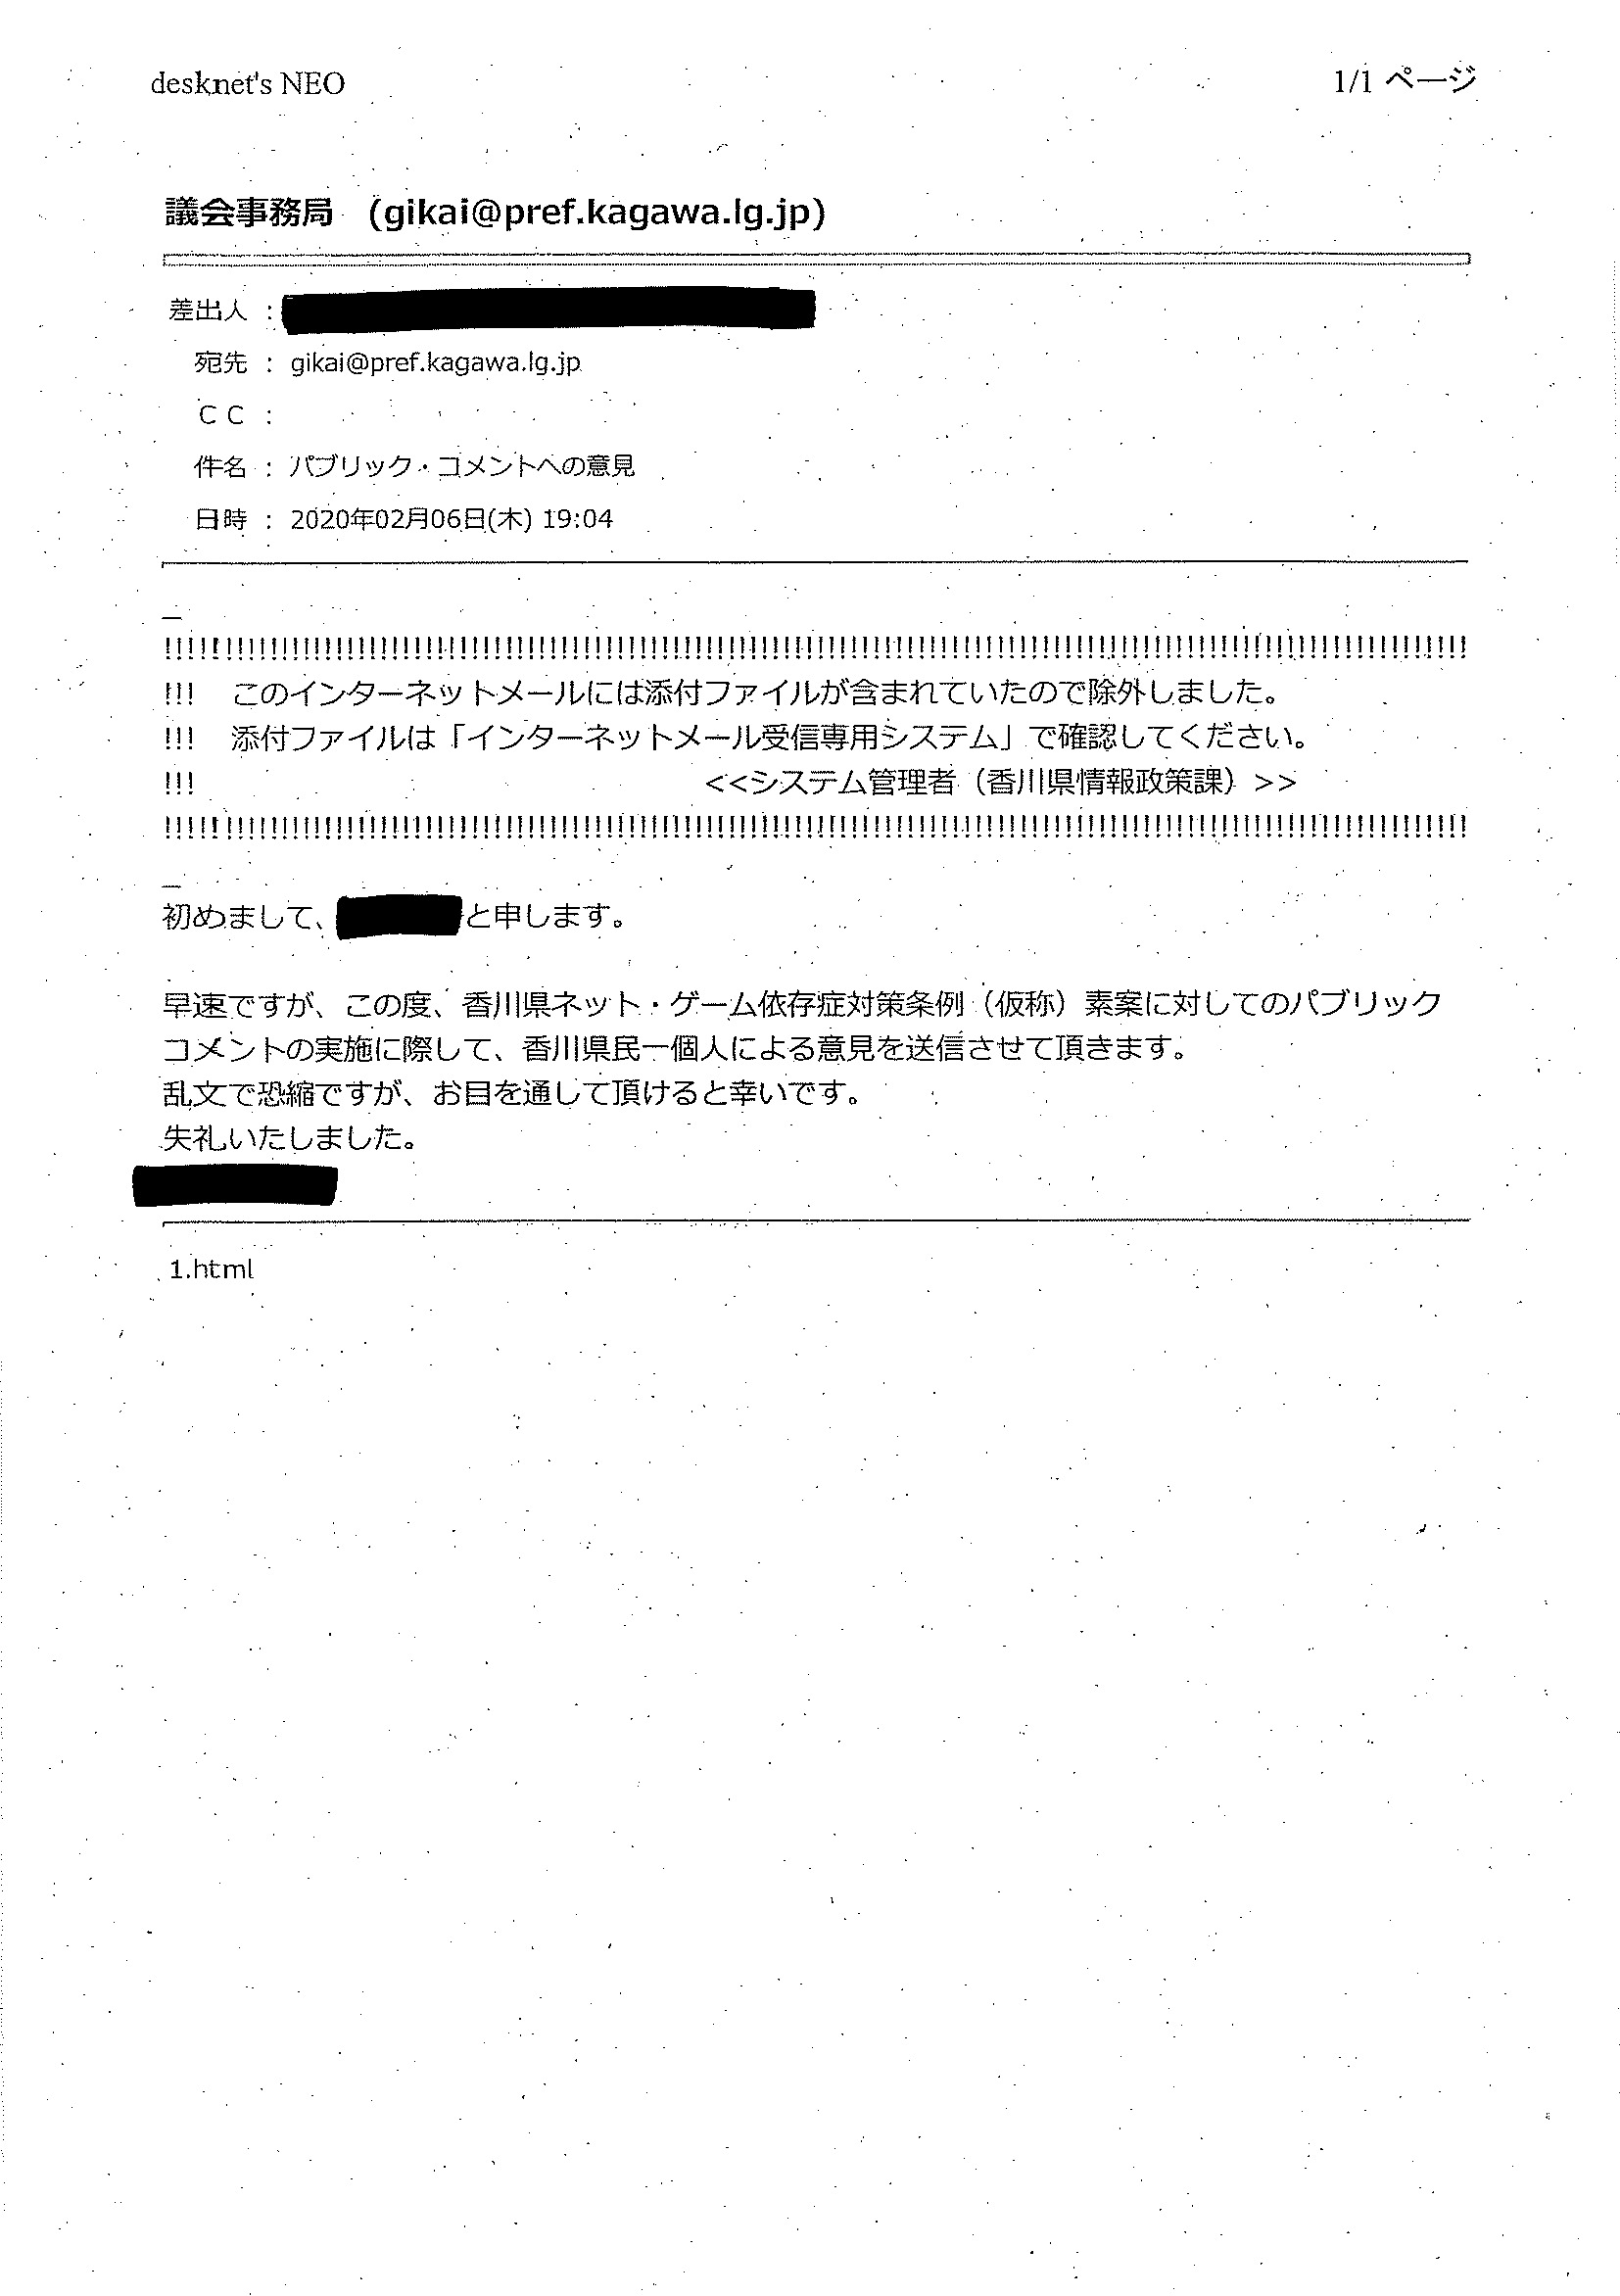 desknet's NEO
1/1 ページ
議会事務局　(gikai@pref.kagawa.lg.jp)
差出人 :
宛先 : gikai@pref.kagawa.lg.jp
ＣＣ :
件名 : パブリック・コメントへの意見
日時 : 2020年02月06日(木) 19:04
!!!!!!!!!!!!!!!!!!!!!!!!!!!!!!!!!!!!!!!!!!!!!!!!!!!!!!!!!!!!!!!!!!!!!!!!!!!!!!!!!!!!!!!!!!!!!!!!!!!!!!!!!!!!!!!!!!!!
!!!　このインターネットメールには添付ファイルが含まれていたので除外しました。
!!!　添付ファイルは「インターネットメール受信専用システム」で確認してください。
!!!　<<システム管理者（香川県情報政策課）>>
!!!!!!!!!!!!!!!!!!!!!!!!!!!!!!!!!!!!!!!!!!!!!!!!!!!!!!!!!!!!!!!!!!!!!!!!!!!!!!!!!!!!!!!!!!!!!!!!!!!!!!!!!!!!!!!!!!!!
初めまして、と申します。
早速ですが、この度、香川県ネット・ゲーム依存症対策条例（仮称）素案に対してのパブリック
コメントの実施に際して、香川県民一個人による意見を送信させて頂きます。
乱文で恐縮ですが、お目を通して頂けると幸いです。
失礼いたしました。
1.html